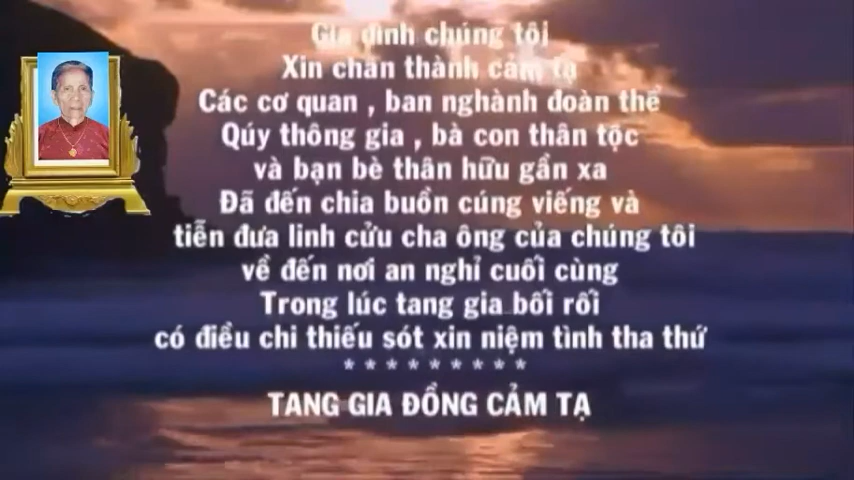 Gia đình chúng tôi
Xin chân thành cảm tạ
Các cơ quan , ban nghành đoàn thể
Qúy thông gia , bà con thân tộc
và bạn bè thân hữu gần xa
Đã đến chia buồn cúng viếng và
tiễn đưa linh cửu cha ông của chúng tôi
về đến nơi an nghỉ cuối cùng
Trong lúc tang gia bối rối
có điều chi thiếu sót xin niệm tình tha thứ
* * * * * * * * *
TANG GIA ĐỒNG CẢM TẠ